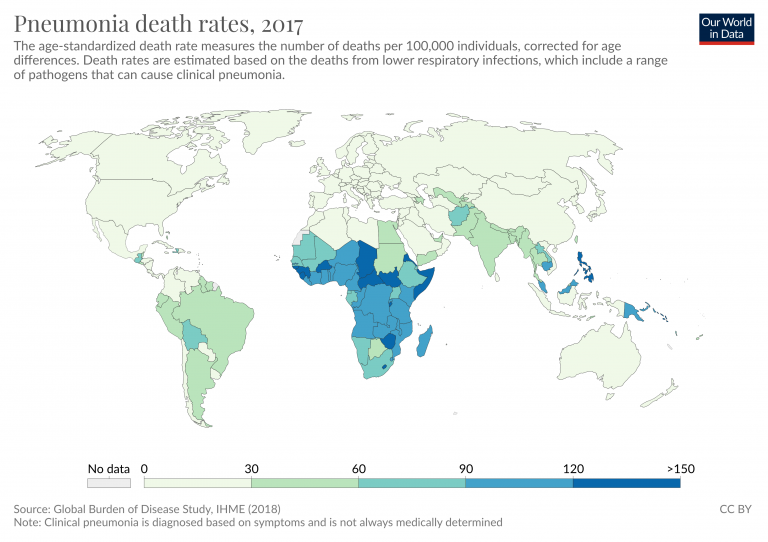 Pneumonia death rates, 2017
Our World
in Data
The age-standardized death rate measures the number of deaths per 100,000 individuals, corrected for age
differences. Death rates are estimated based on the deaths from lower respiratory infections, which include a range
of pathogens that can cause clinical pneumonia.
No data 0 30 60 90 120 >150
Source: Global Burden of Disease Study, IHME (2018) CC BY
Note: Clinical pneumonia is diagnosed based on symptoms and is not always medically determined